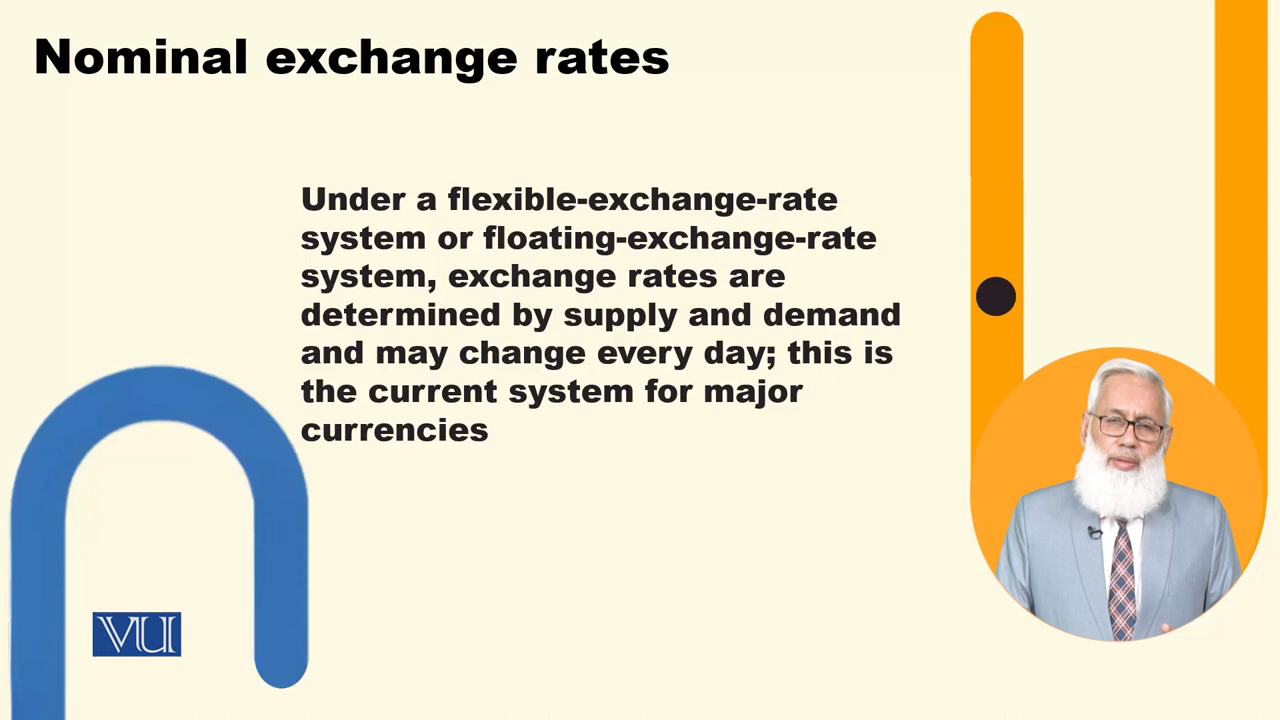 Nominal exchange rates
Under a flexible-exchange-rate
system or floating-exchange-rate
system, exchange rates are
determined by supply and demand
and may change every day; this is
the current system for major
currencies
VU